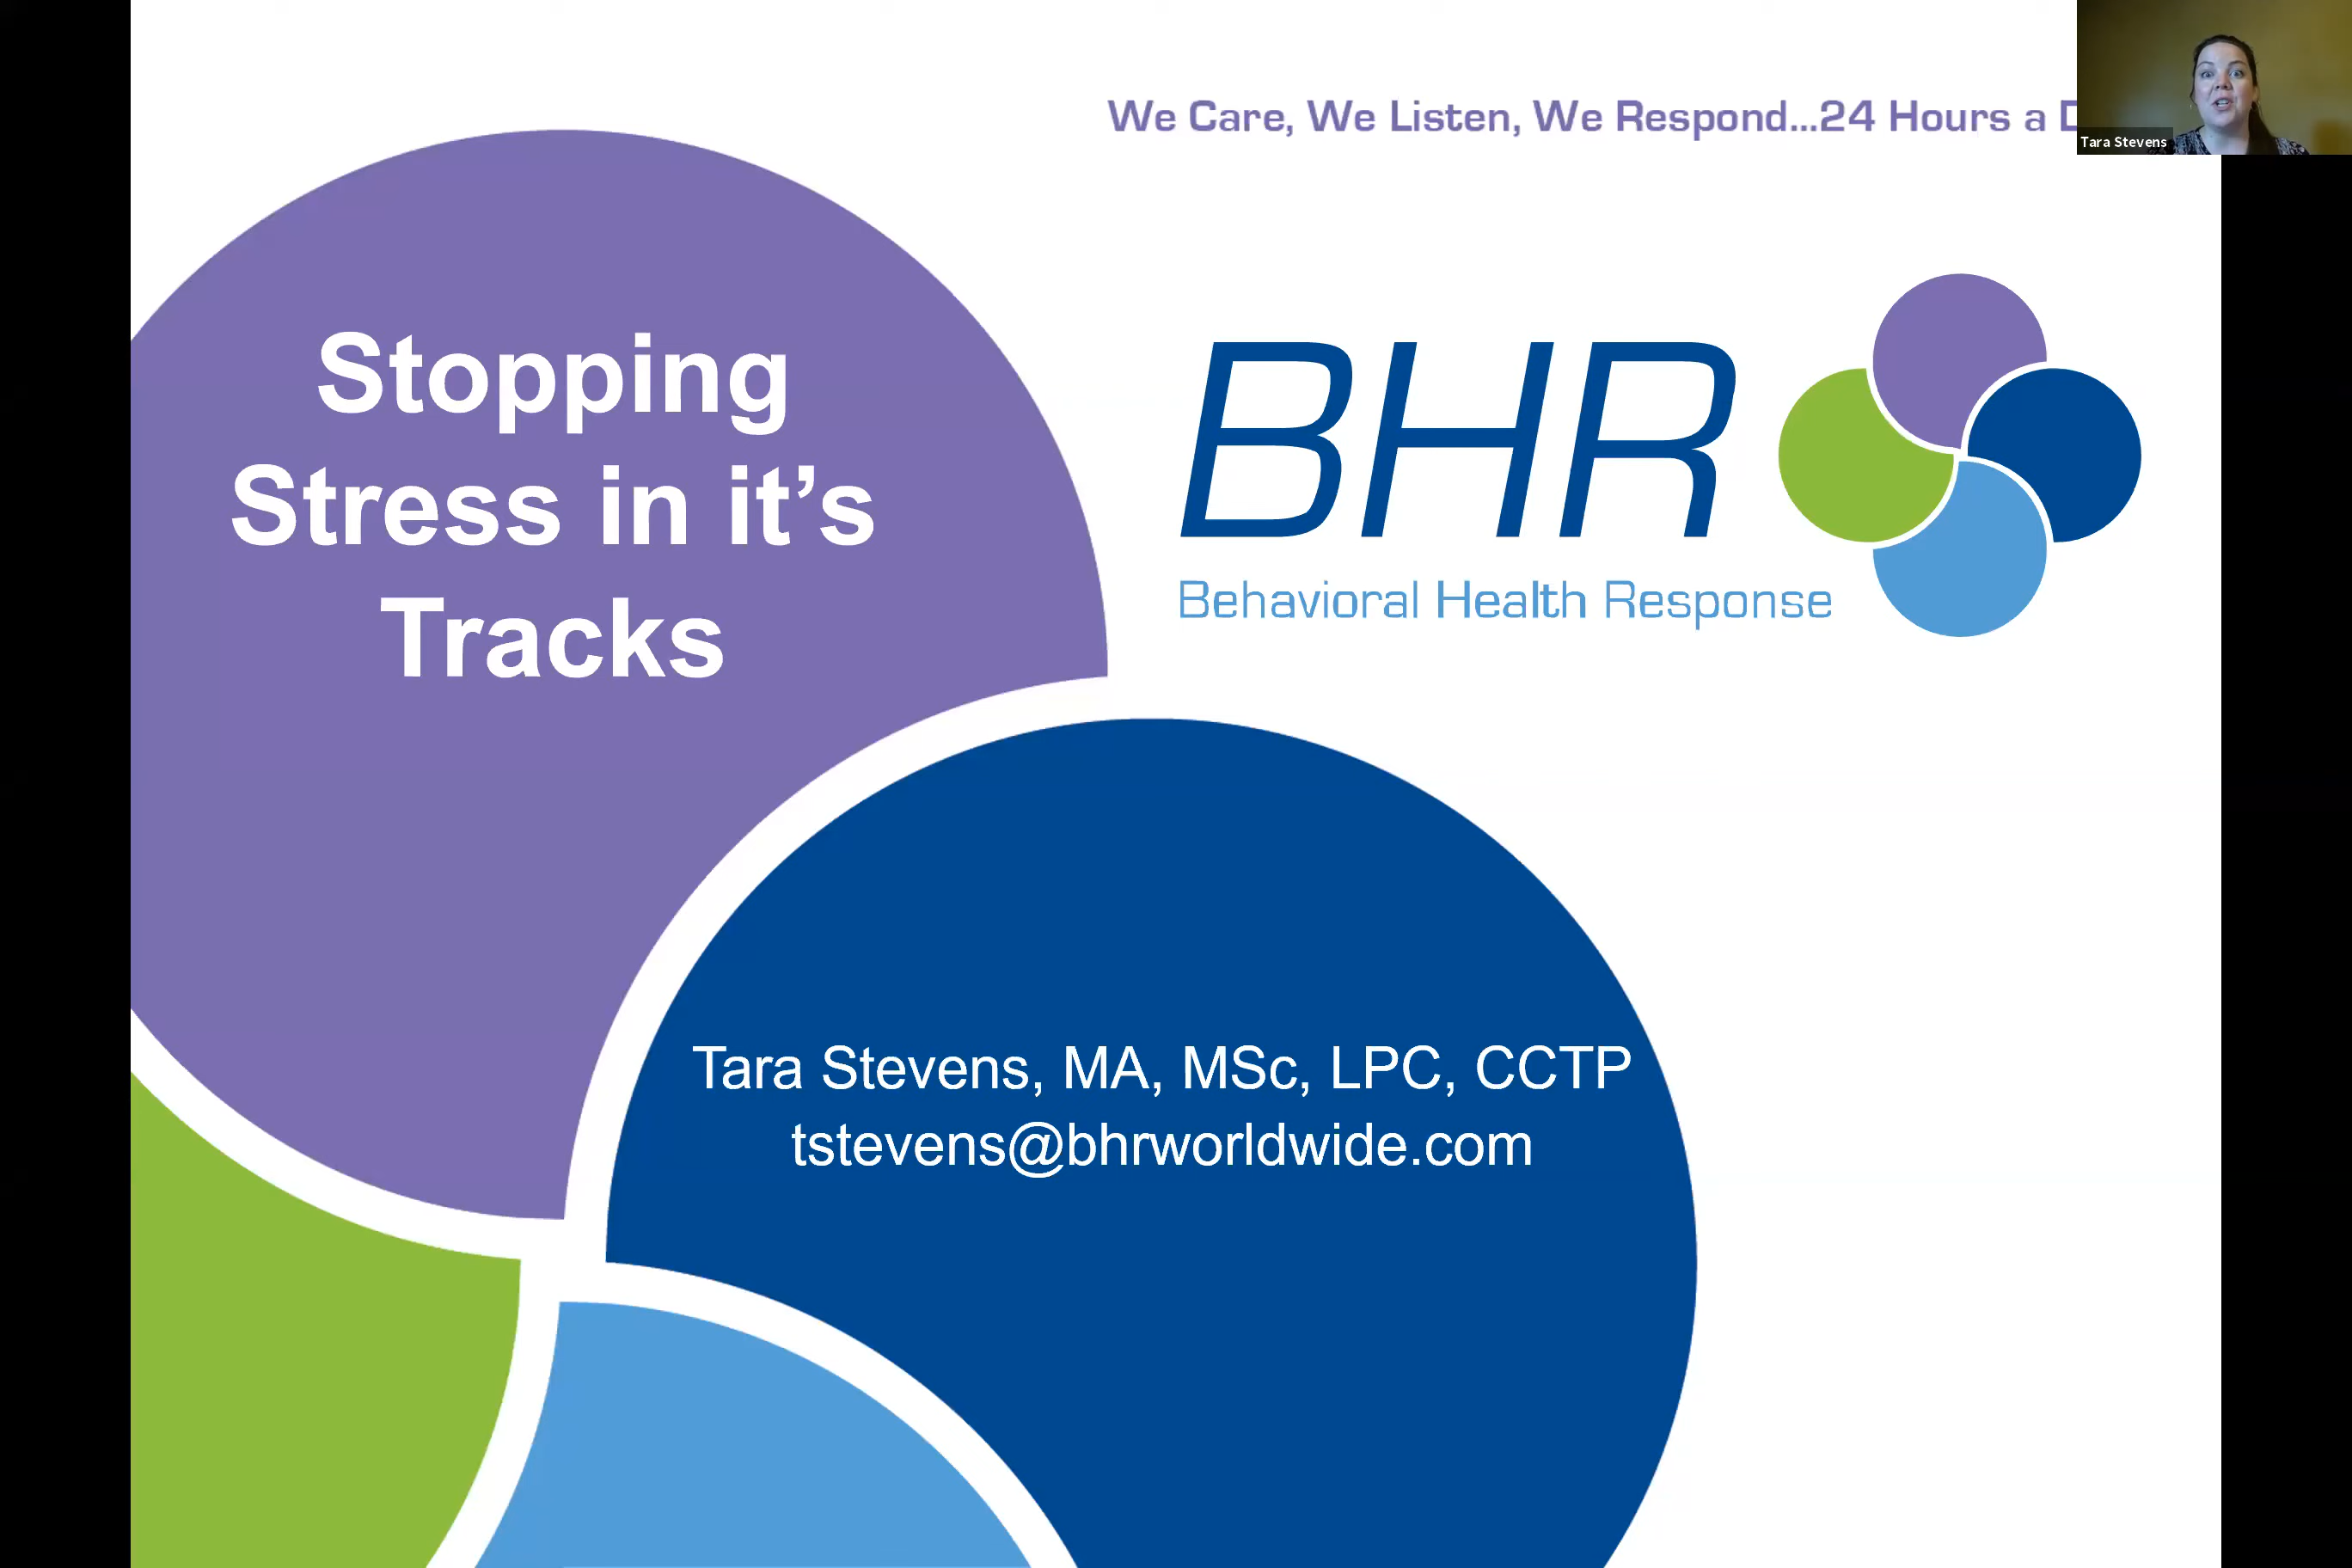 We Care, We Listen, We Respond...24 Hours a
Tara Stevens
Stopping
Stress in it’s
Tracks
BHR
Behavioral Health Response
Tara Stevens, MA, MSc, LPC, CCTP
tstevens@bhrworldwide.com